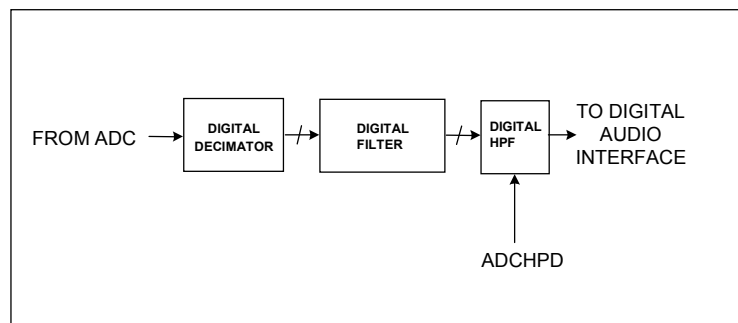 FROM ADC
DIGITAL
DECIMATOR
DIGITAL
FILTER
DIGITAL
HPF
TO DIGITAL
AUDIO
INTERFACE
ADCHPD